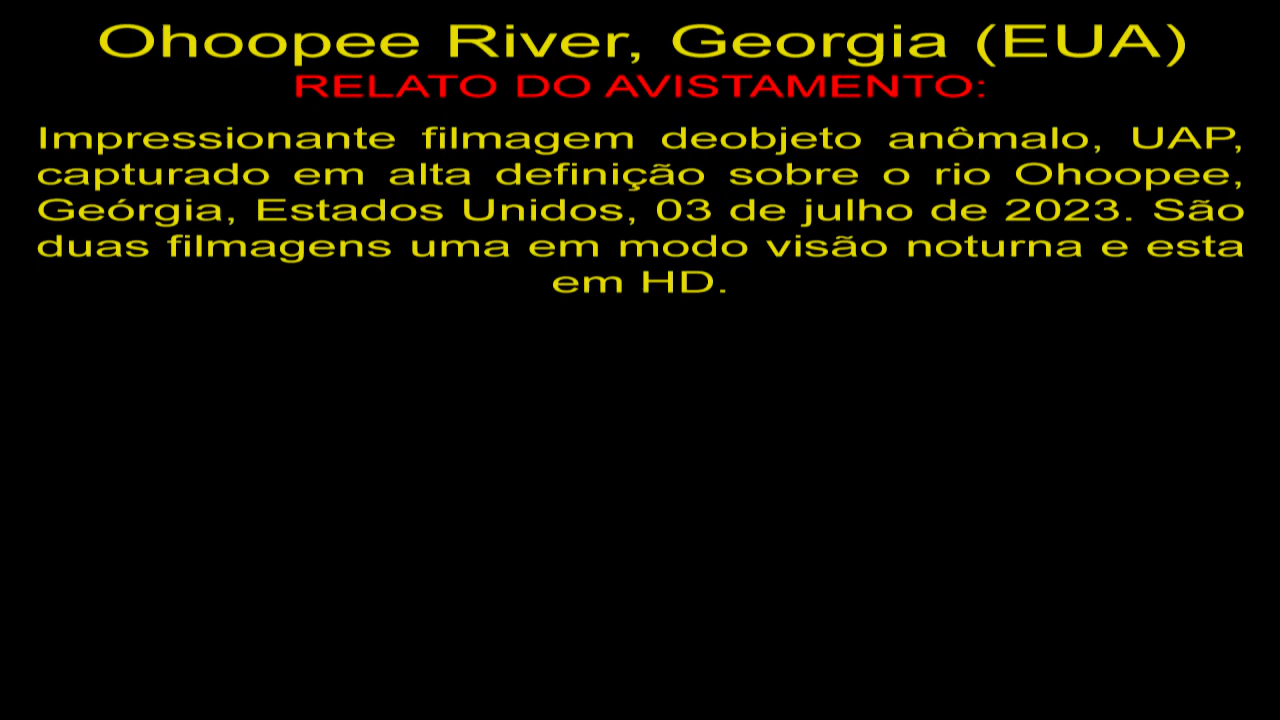 Ohoopee River, Georgia (EUA)
RELATO DO AVISTAMENTO:
Impressionante filmagem deobjeto anômalo, UAP,
capturado em alta definição sobre o rio Ohoopee,
Geórgia, Estados Unidos, 03 de julho de 2023. São
duas filmagens uma em modo visão noturna e esta
em HD.